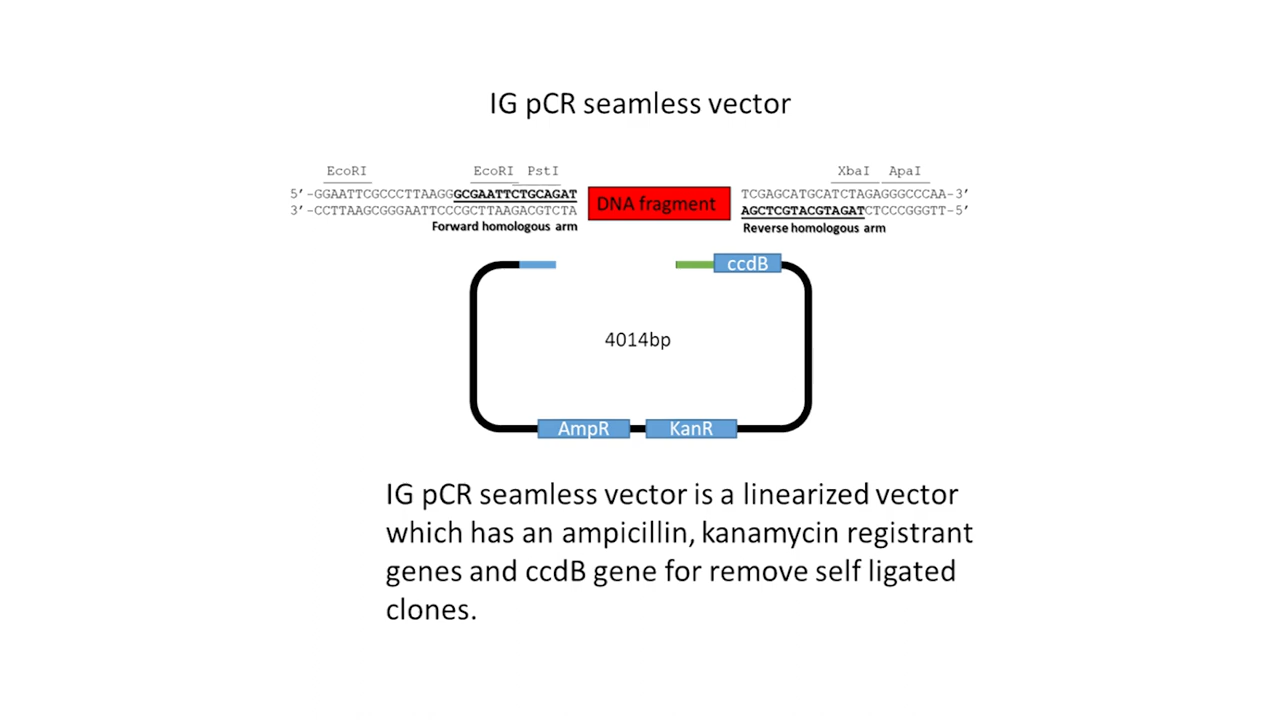 IG pCR seamless vector
EcoRI EcoRI PstI XbaI ApaI
5’-GGAATTCGCCCTTAAGGGCGAATTCTGCAGAT DNA fragment TCGAGCATGCATCTAGAGGGCCCAA-3’
3’-CCTTAAGCGGGAATTCCCGCTTAAGACGTCTA AGCTCGTACGTAGATCTCCCGGGTT-5’
Forward homologous arm Reverse homologous arm
ccdB
4014bp
AmpR KanR
IG pCR seamless vector is a linearized vector
which has an ampicillin, kanamycin registrant
genes and ccdB gene for remove self ligated
clones.